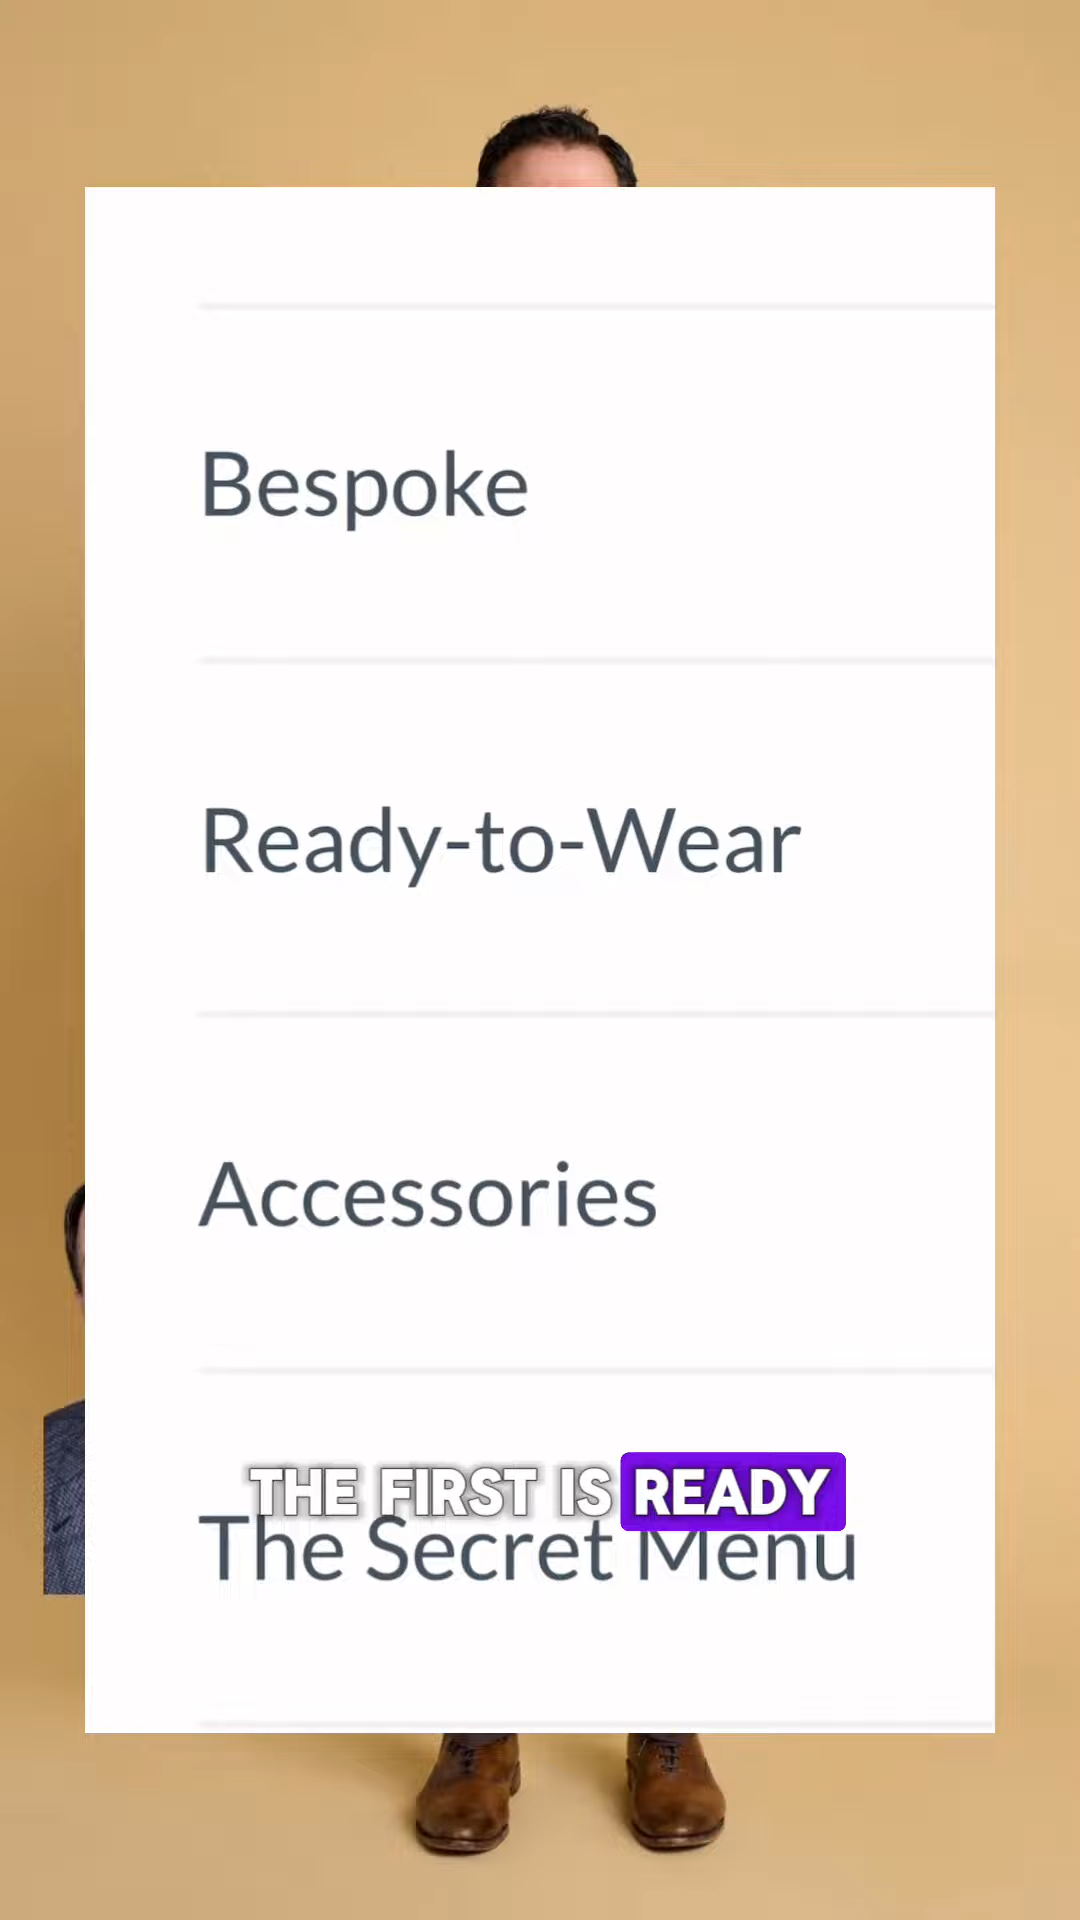 Bespoke
Ready-to-Wear
Accessories
THE FIRST IS READY
The Secret Menu